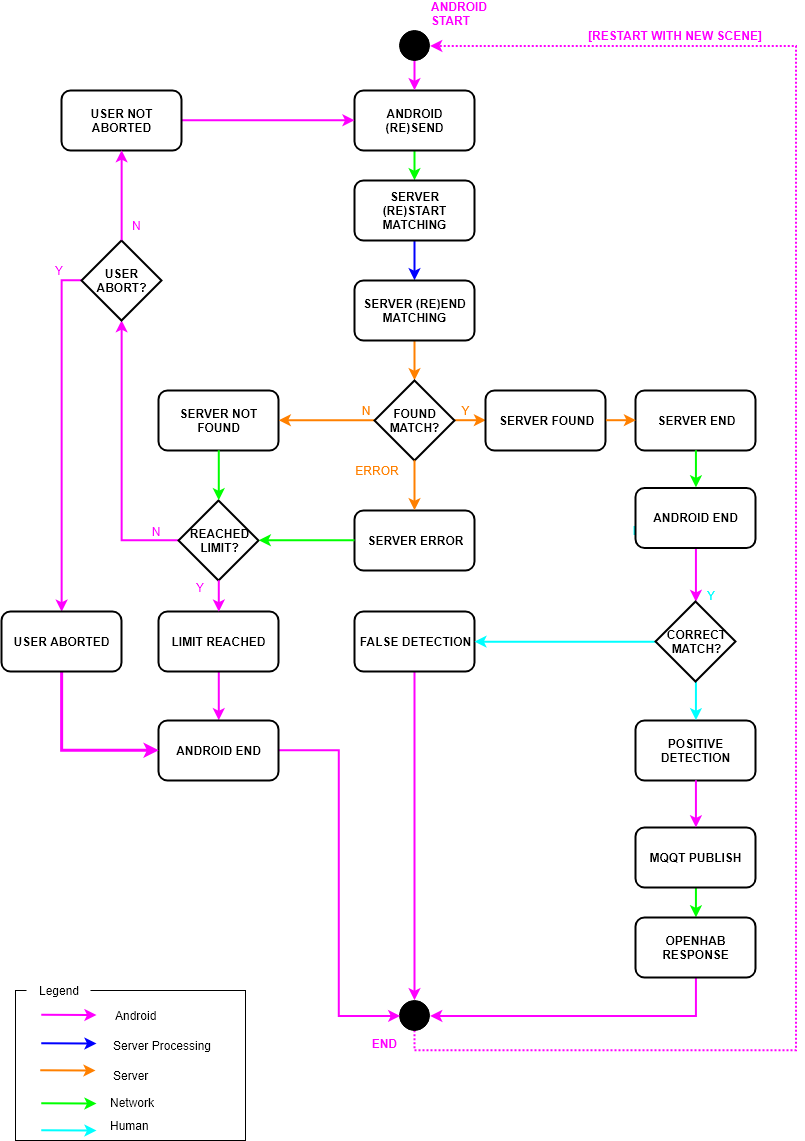 ANDROID
START
[RESTART WITH NEW SCENE]
USER NOT
ABORTED
ANDROID
(RE)SEND
SERVER
(RE)START
MATCHING
N
Y
USER
ABORT?
SERVER (RE)END
MATCHING
SERVER NOT
FOUND
N
FOUND
MATCH?
Y
SERVER FOUND
SERVER END
ERROR
N
REACHED
LIMIT?
SERVER ERROR
ANDROID END
Y
Y
USER ABORTED
LIMIT REACHED
FALSE DETECTION
CORRECT
MATCH?
ANDROID END
POSITIVE
DETECTION
MQQT PUBLISH
OPENHAB
RESPONSE
END
Legend
Android
Server Processing
Server
Network
Human